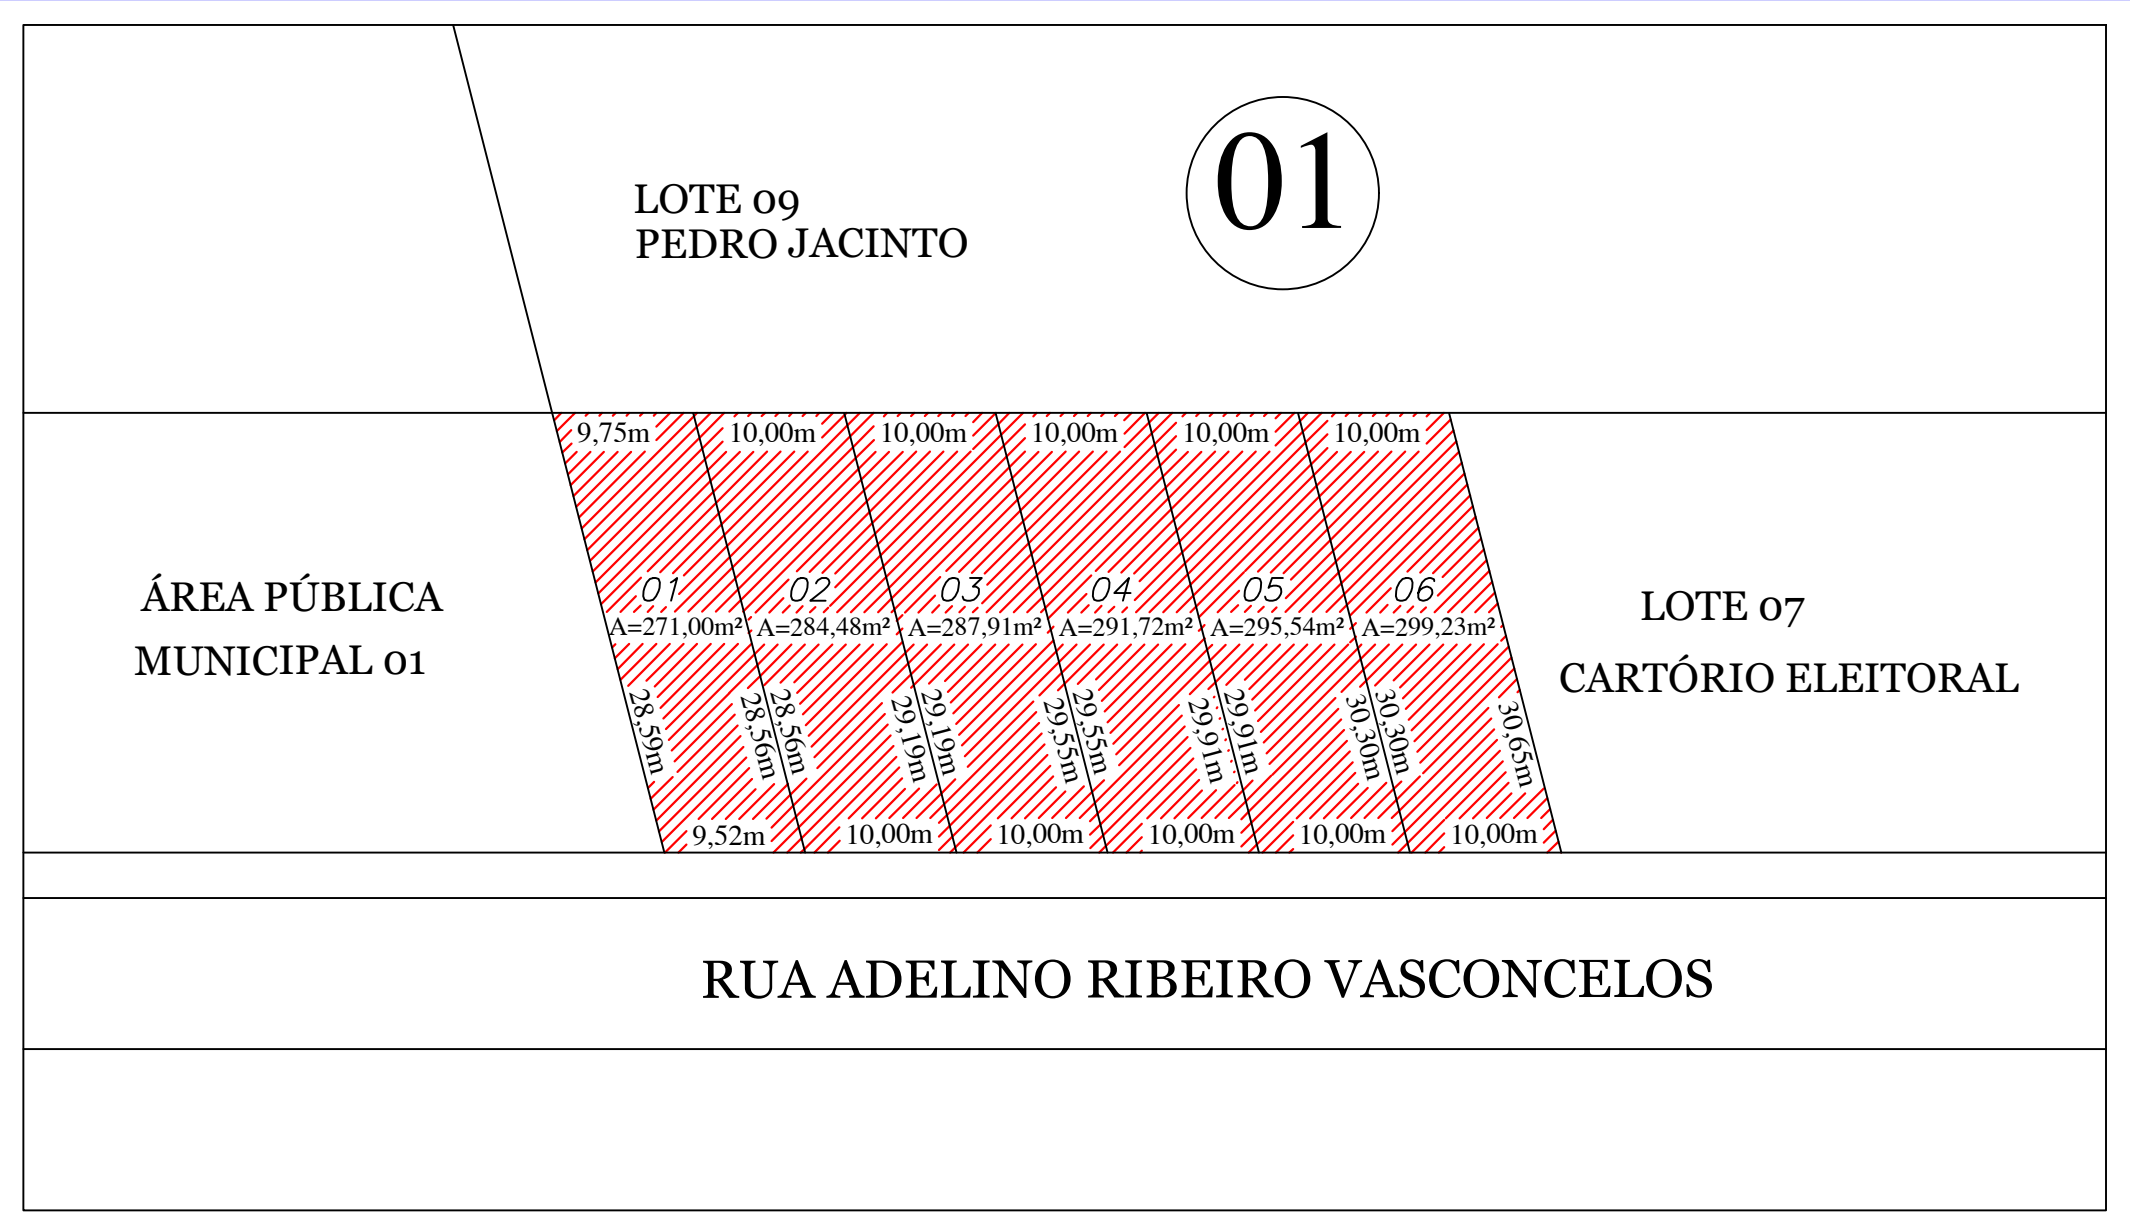 01
LOTE 09
PEDRO JACINTO
9,75m
10,00m
10,00m
10,00m
10,00m
10,00m
01
02
03
04
05
06
A=271,00m²
A=284,48m²
A=287,91m²
A=291,72m²
A=295,54m²
A=299,23m²
ÁREA PÚBLICA
MUNICIPAL 01
LOTE 07
CARTÓRIO ELEITORAL
28,59m
28,56m
28,56m
29,19m
29,19m
29,55m
29,55m
29,91m
29,91m
30,30m
30,30m
30,65m
9,52m
10,00m
10,00m
10,00m
10,00m
10,00m
RUA ADELINO RIBEIRO VASCONCELOS